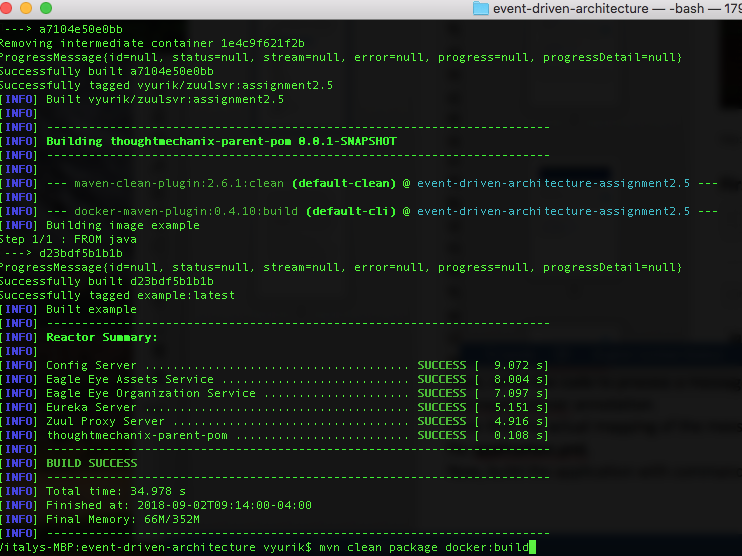 event-driven-architecture — -bash — 179
---> a7104e50e0bb
Removing intermediate container 1e4c9f621f2b
ProgressMessage{id=null, status=null, stream=null, error=null, progress=null, progressDetail=null}
Successfully built a7104e50e0bb
Successfully tagged vyurik/zuulsvr:assignment2.5
[INFO] Built vyurik/zuulsvr:assignment2.5
[INFO]
[INFO] ------------------------------------------------------------------------
[INFO] Building thoughtmechanix-parent-pom 0.0.1-SNAPSHOT
[INFO] ------------------------------------------------------------------------
[INFO]
[INFO] --- maven-clean-plugin:2.6.1:clean (default-clean) @ event-driven-architecture-assignment2.5 ---
[INFO]
[INFO] --- docker-maven-plugin:0.4.10:build (default-cli) @ event-driven-architecture-assignment2.5 ---
[INFO] Building image example
Step 1/1 : FROM java
---> d23bdf5b1b1b
ProgressMessage{id=null, status=null, stream=null, error=null, progress=null, progressDetail=null}
Successfully built d23bdf5b1b1b
Successfully tagged example:latest
[INFO] Built example
[INFO] ------------------------------------------------------------------------
[INFO] Reactor Summary:
[INFO]
[INFO] Config Server ...................................... SUCCESS [  9.072 s]
[INFO] Eagle Eye Assets Service ........................... SUCCESS [  8.004 s]
[INFO] Eagle Eye Organization Service ..................... SUCCESS [  7.097 s]
[INFO] Eureka Server ...................................... SUCCESS [  5.151 s]
[INFO] Zuul Proxy Server .................................. SUCCESS [  4.916 s]
[INFO] thoughtmechanix-parent-pom ......................... SUCCESS [  0.108 s]
[INFO] ------------------------------------------------------------------------
[INFO] BUILD SUCCESS
[INFO] ------------------------------------------------------------------------
[INFO] Total time: 34.978 s
[INFO] Finished at: 2018-09-02T09:14:00-04:00
[INFO] Final Memory: 66M/352M
[INFO] ------------------------------------------------------------------------
Vitalys-MBP:event-driven-architecture vyurik$ mvn clean package docker:build